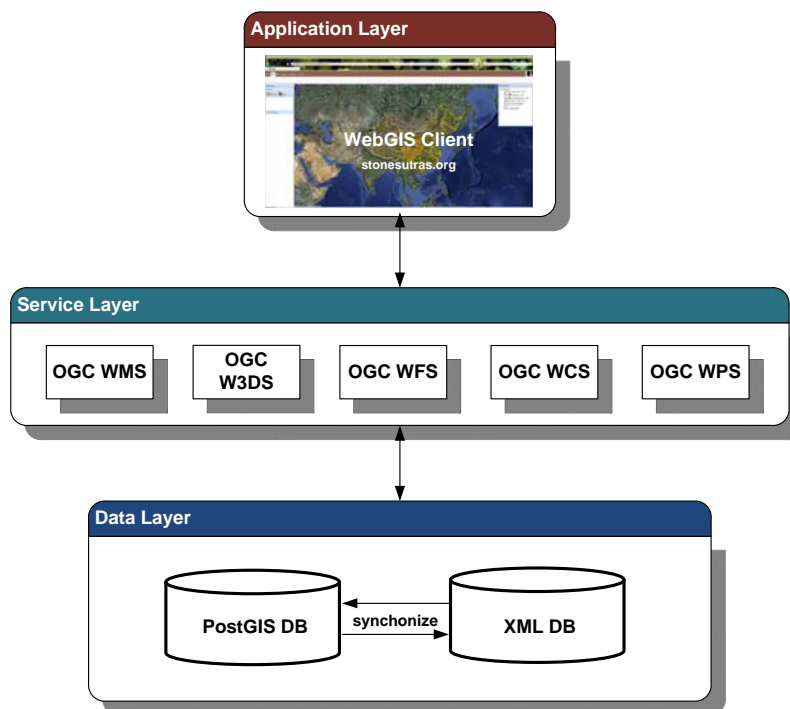 Application Layer
WebGIS Client
stonesutras.org
Service Layer
OGC WMS
OGC
W3DS
OGC WFS
OGC WCS
OGC WPS
Data Layer
PostGIS DB
synchonize
XML DB